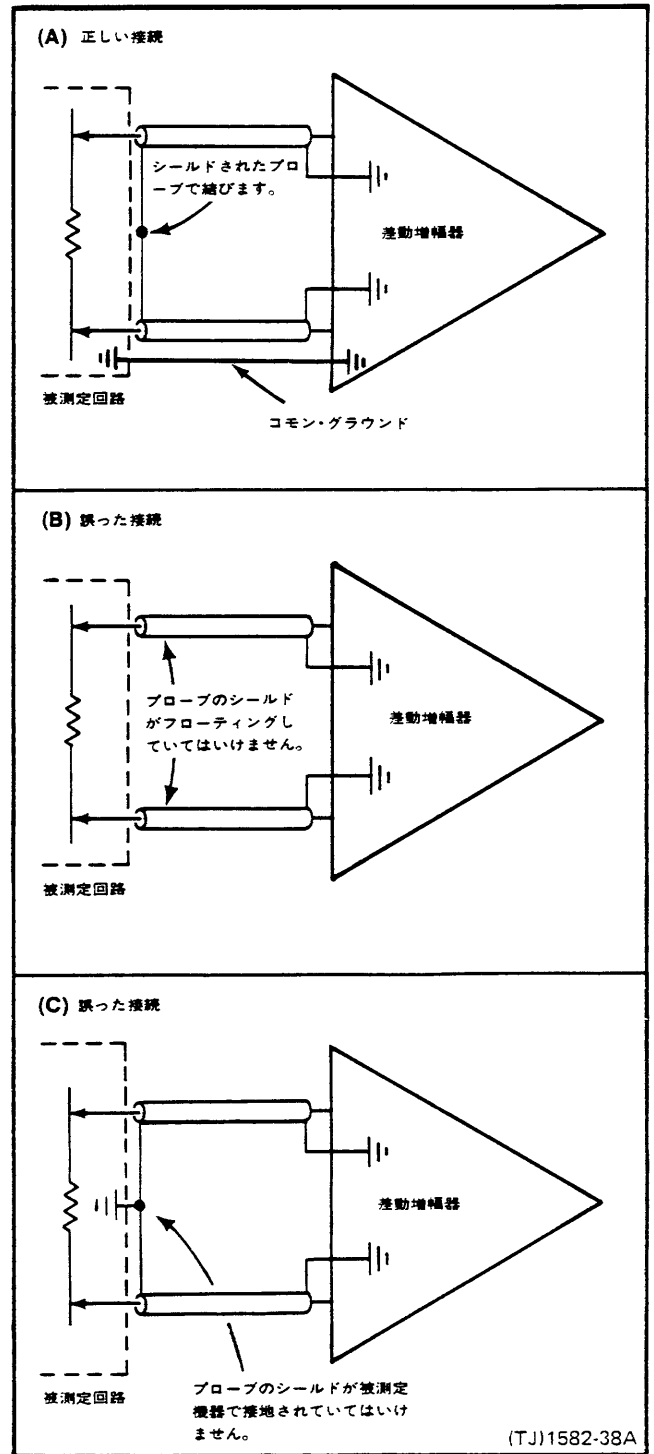 (A) 正しい接続
シールドされたプロ
ーブで結びます。
差動増幅器
被測定回路
コモン・グラウンド
(B) 誤った接続
プローブのシールド
がフローティングし
ていてはいけません。
差動増幅器
被測定回路
(C) 誤った接続
差動増幅器
被測定回路
プローブのシールドが被測定
機器で接地されていてはいけ
ません。
(TJ)1582-38A